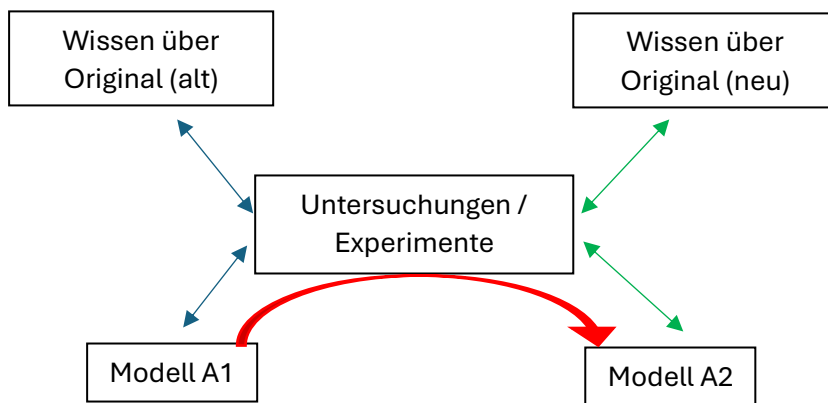 Wissen über
Original (alt)
Wissen über
Original (neu)
Untersuchungen /
Experimente
Modell A1
Modell A2